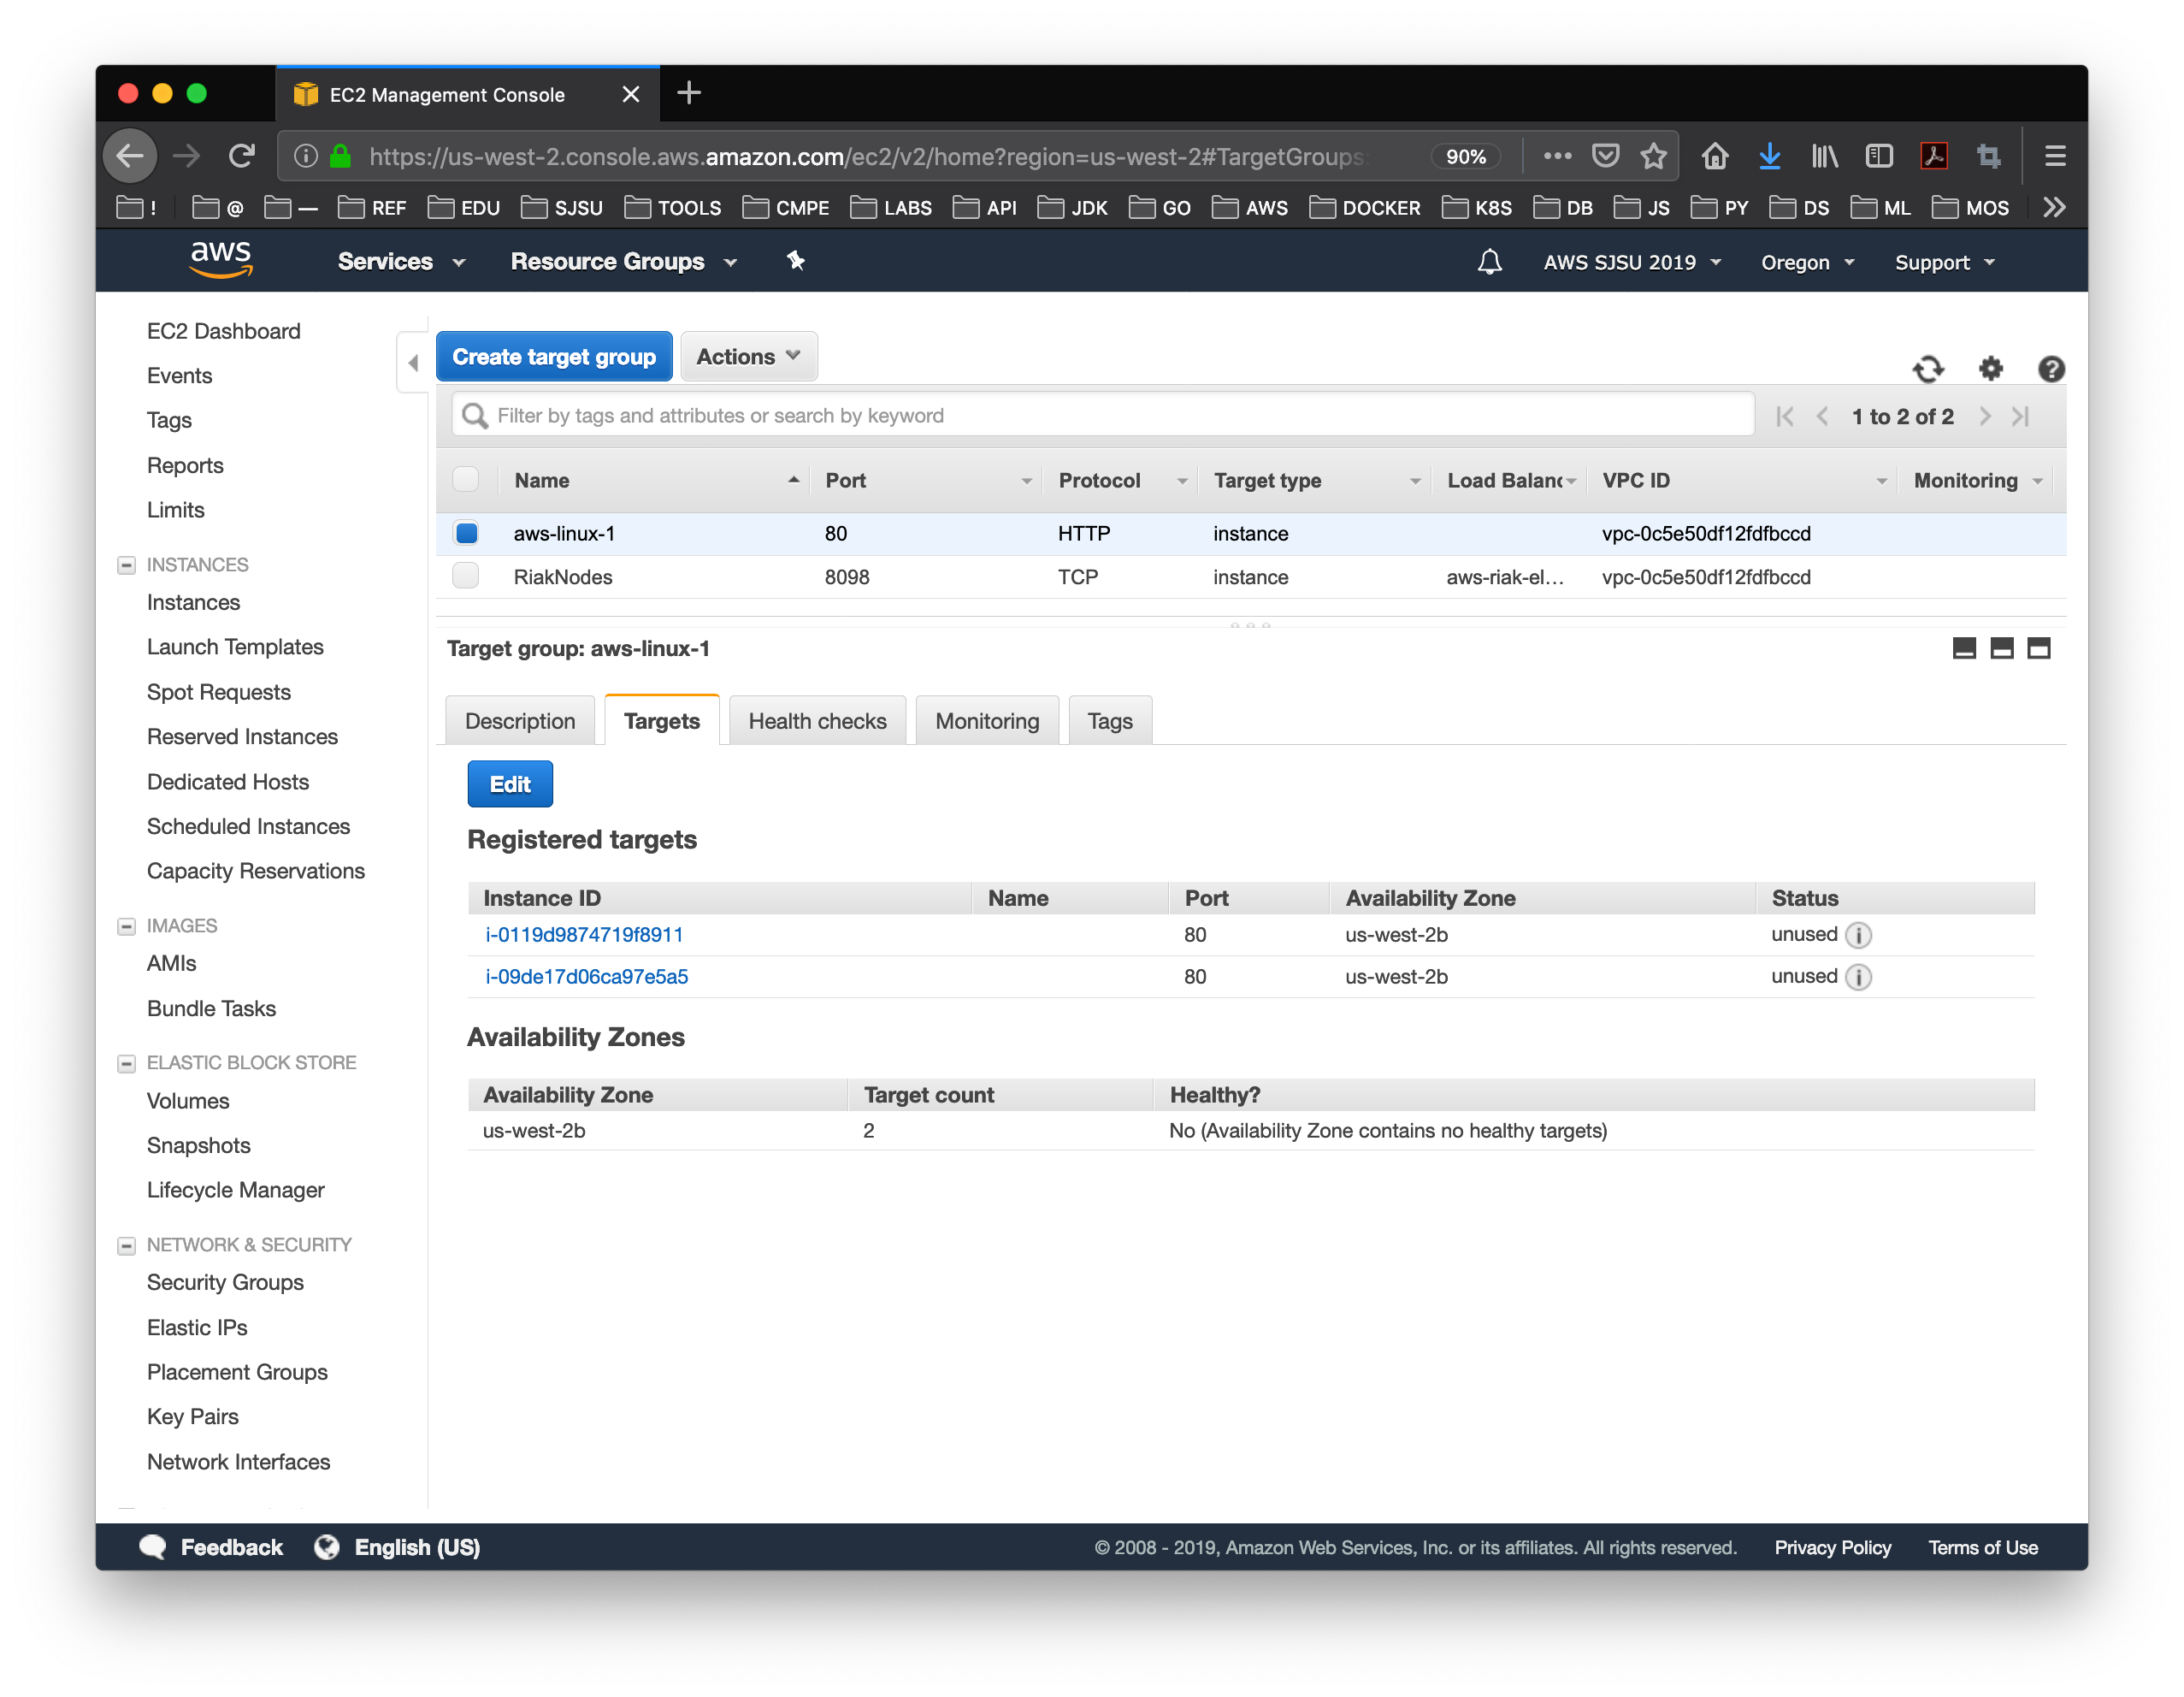 EC2 Management Console
https://us-west-2.console.aws.amazon.com/ec2/v2/home?region=us-west-2#TargetGroups: 90%
! @ — REF EDU SJSU TOOLS CMPE LABS API JDK GO AWS DOCKER K8S DB JS PY DS ML MOS
aws Services Resource Groups AWS SJSU 2019 Oregon Support
EC2 Dashboard
Events
Tags
Reports
Limits
INSTANCES
Instances
Launch Templates
Spot Requests
Reserved Instances
Dedicated Hosts
Scheduled Instances
Capacity Reservations
IMAGES
AMIs
Bundle Tasks
ELASTIC BLOCK STORE
Volumes
Snapshots
Lifecycle Manager
NETWORK & SECURITY
Security Groups
Elastic IPs
Placement Groups
Key Pairs
Network Interfaces
Create target group Actions
Filter by tags and attributes or search by keyword 1 to 2 of 2
Name Port Protocol Target type Load Balanc VPC ID Monitoring
aws-linux-1 80 HTTP instance vpc-0c5e50df12fdfbccd
RiakNodes 8098 TCP instance aws-riak-el... vpc-0c5e50df12fdfbccd
Target group: aws-linux-1
Description Targets Health checks Monitoring Tags
Edit
Registered targets
Instance ID Name Port Availability Zone Status
i-0119d9874719f8911 80 us-west-2b unused
i-09de17d06ca97e5a5 80 us-west-2b unused
Availability Zones
Availability Zone Target count Healthy?
us-west-2b 2 No (Availability Zone contains no healthy targets)
Feedback English (US) © 2008 - 2019, Amazon Web Services, Inc. or its affiliates. All rights reserved. Privacy Policy Terms of Use